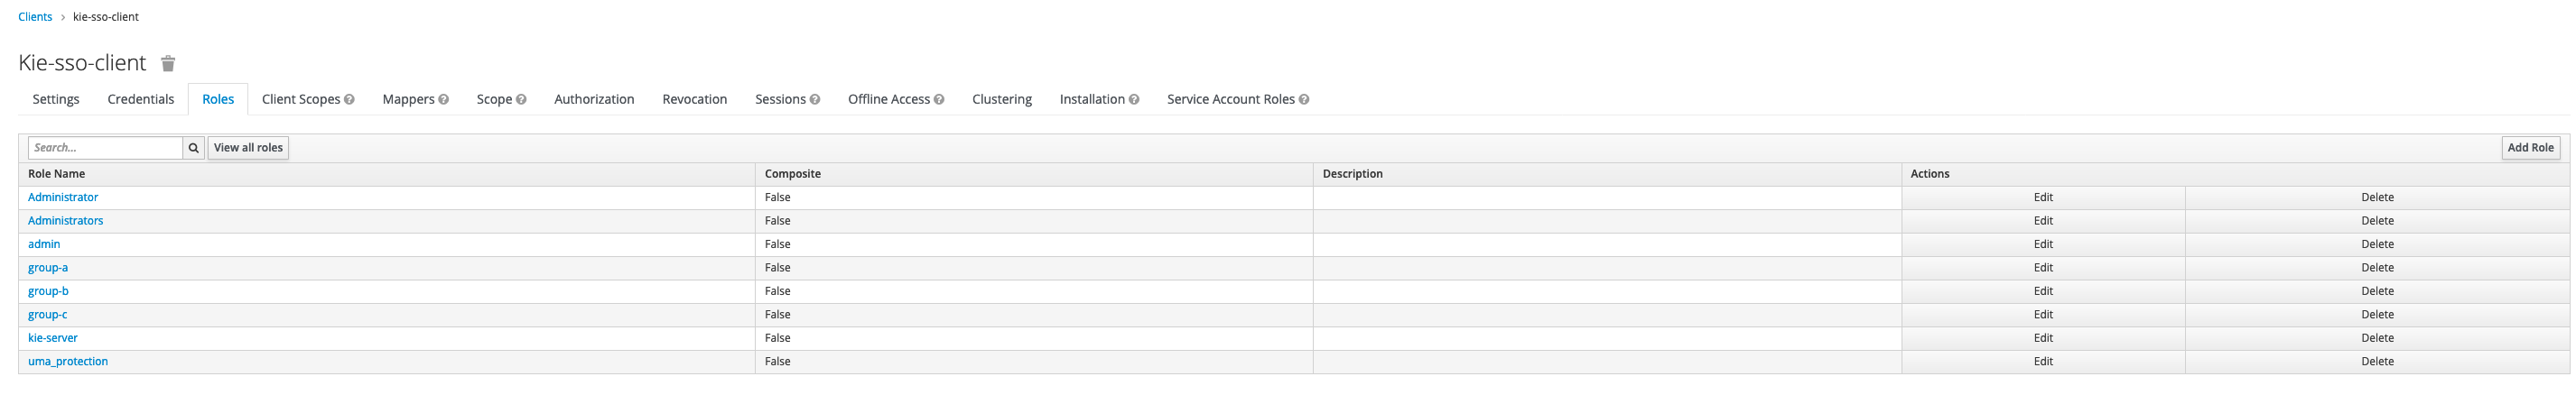 Clients > kie-sso-client
Kie-sso-client
Settings Credentials Roles Client Scopes Mappers Scope Authorization Revocation Sessions Offline Access Clustering Installation Service Account Roles
Search... View all roles Add Role
Role Name Composite Description Actions
Administrator False Edit Delete
Administrators False Edit Delete
admin False Edit Delete
group-a False Edit Delete
group-b False Edit Delete
group-c False Edit Delete
kie-server False Edit Delete
uma_protection False Edit Delete